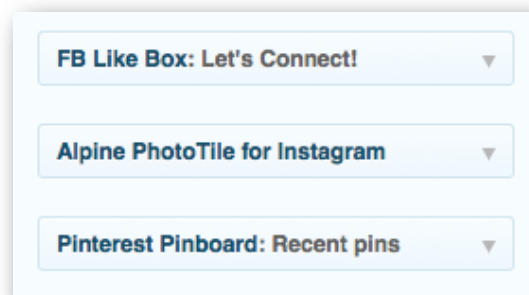 FB Like Box: Let's Connect!
Alpine PhotoTile for Instagram
Pinterest Pinboard: Recent pins